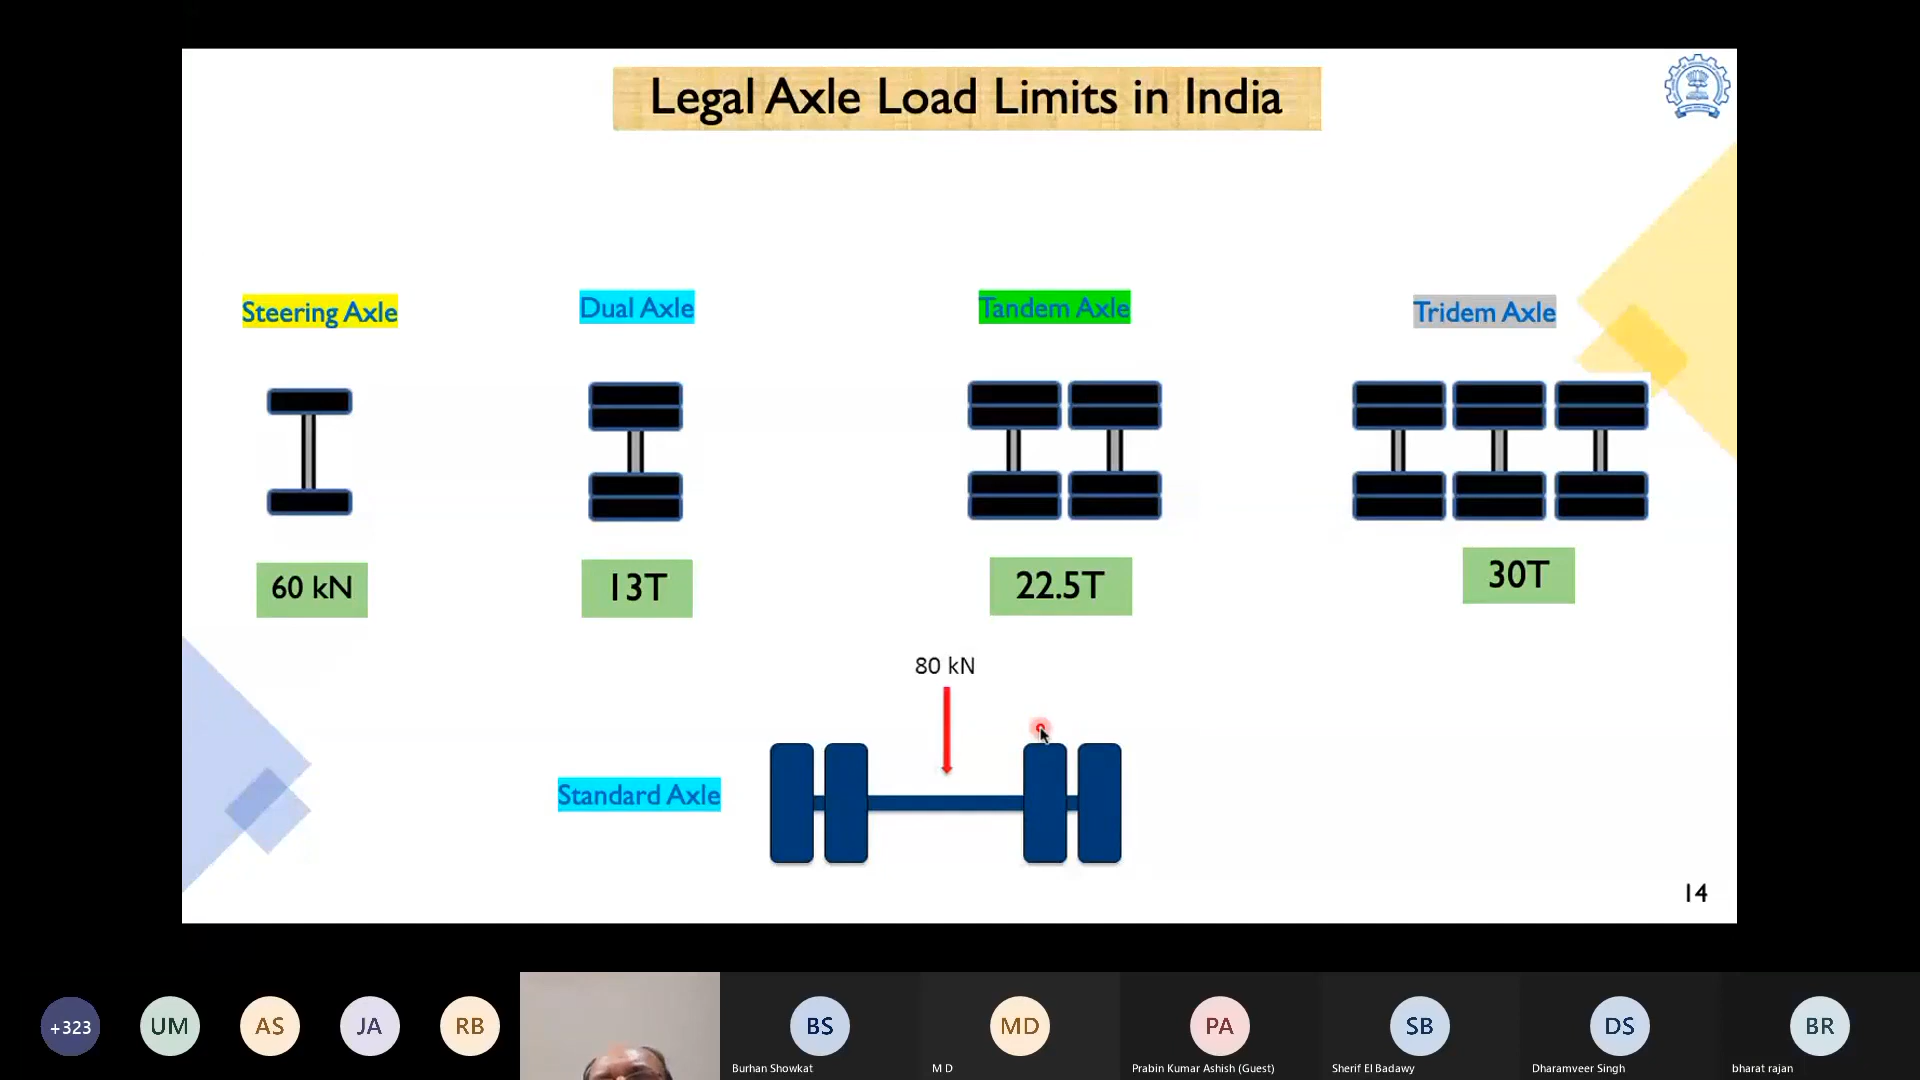 Legal Axle Load Limits in India
Steering Axle
Dual Axle
Tandem Axle
Tridem Axle
60 kN
13T
22.5T
30T
80 kN
Standard Axle
14
+323
UM
AS
JA
RB
BS
MD
PA
SB
DS
BR
Burhan Showkat
M D
Prabin Kumar Ashish (Guest)
Sherif El Badawy
Dharamveer Singh
bharat rajan